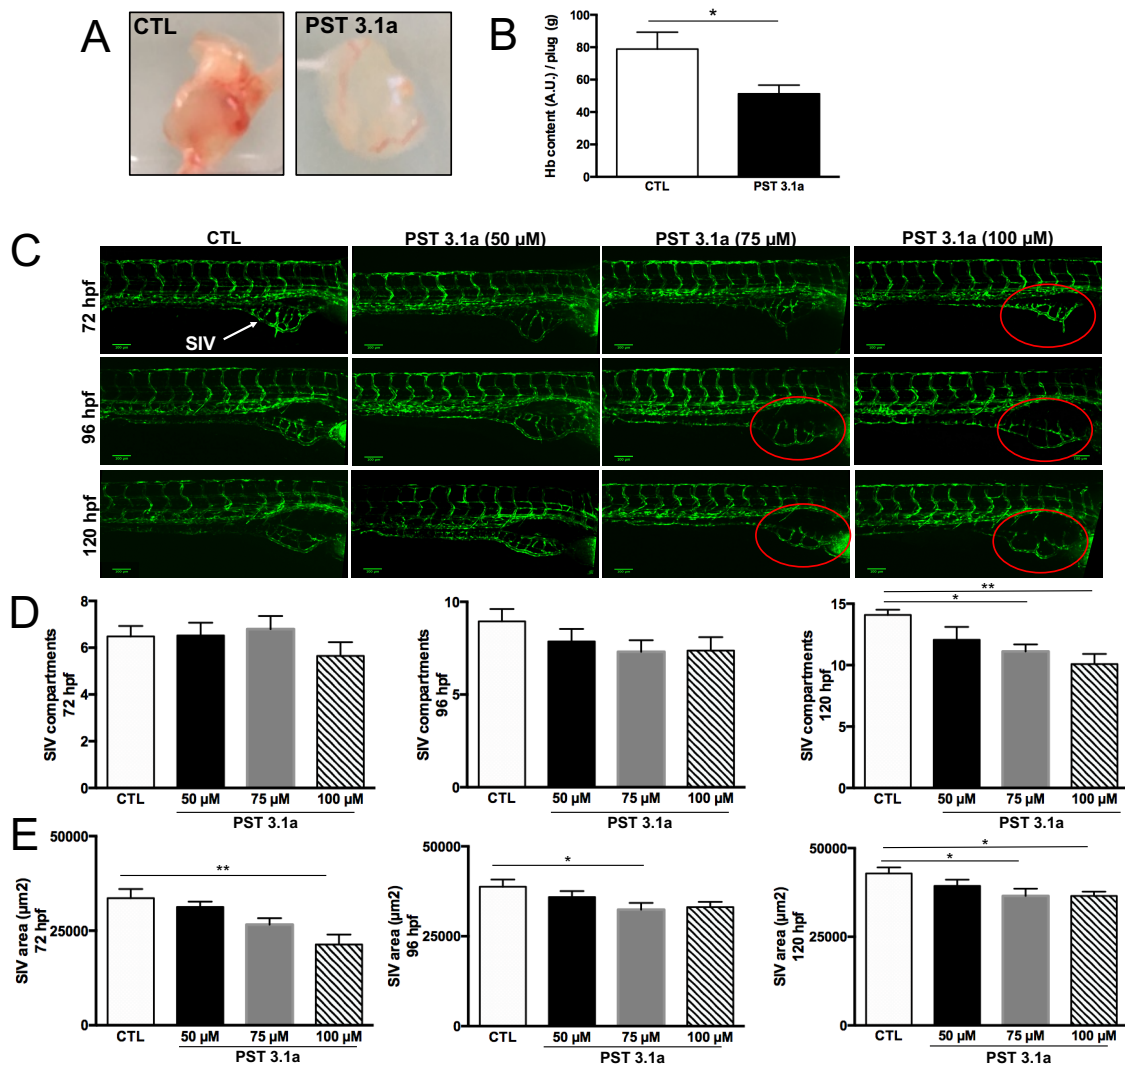 A
CTL
PST 3.1a
B
Hb content (A.U.) / plug (g)
100
80
60
40
20
0
*
CTL
PST 3.1a
C
CTL
PST 3.1a (50 µM)
PST 3.1a (75 µM)
PST 3.1a (100 µM)
72 hpf
SIV
96 hpf
120 hpf
D
SIV compartments
72 hpf
8
6
4
2
0
CTL
50 µM
75 µM
100 µM
PST 3.1a
SIV compartments
96 hpf
10
5
0
CTL
50 µM
75 µM
100 µM
PST 3.1a
SIV compartments
120 hpf
15
10
5
0
**
*
CTL
50 µM
75 µM
100 µM
PST 3.1a
E
SIV area (µm2)
72 hpf
50000
25000
0
**
CTL
50 µM
75 µM
100 µM
PST 3.1a
SIV area (µm2)
96 hpf
50000
25000
0
*
CTL
50 µM
75 µM
100 µM
PST 3.1a
SIV area (µm2)
120 hpf
50000
25000
0
*
*
CTL
50 µM
75 µM
100 µM
PST 3.1a